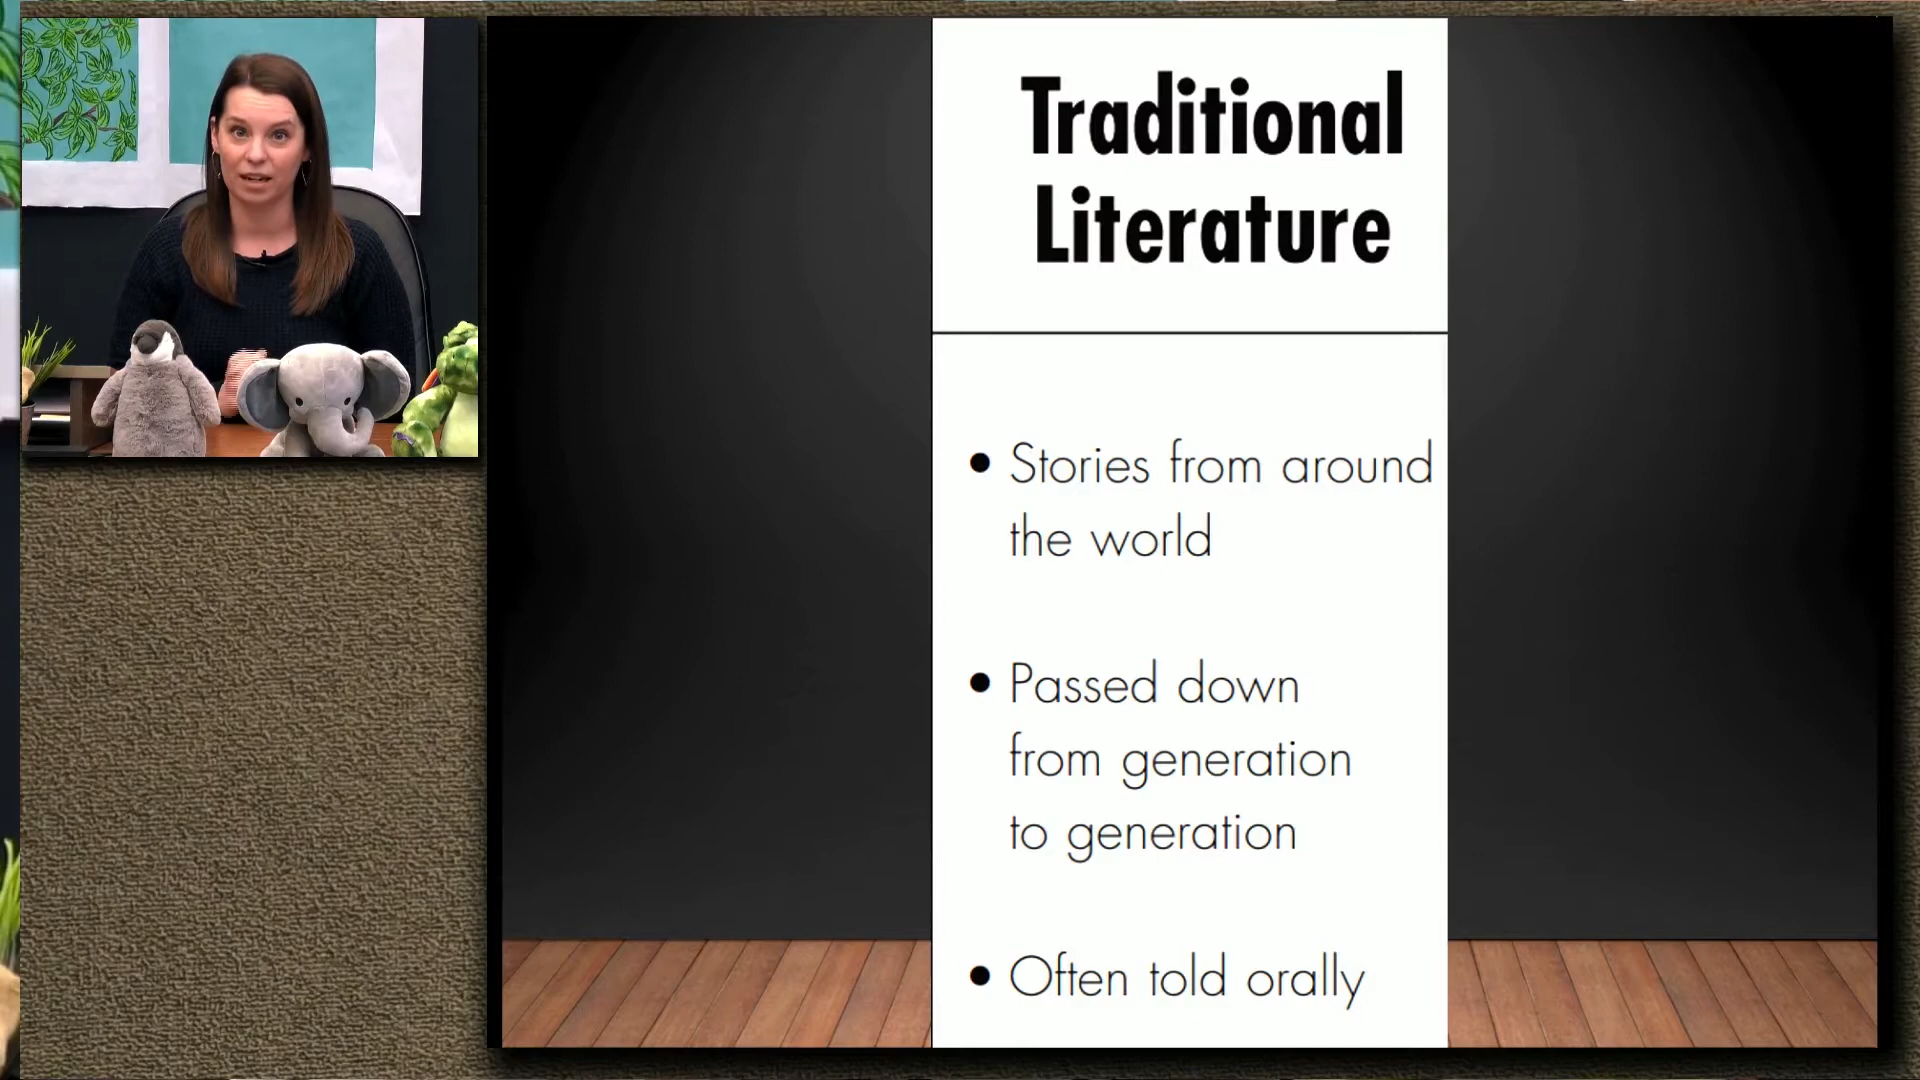 Traditional
Literature
• Stories from around
the world
• Passed down
from generation
to generation
• Often told orally